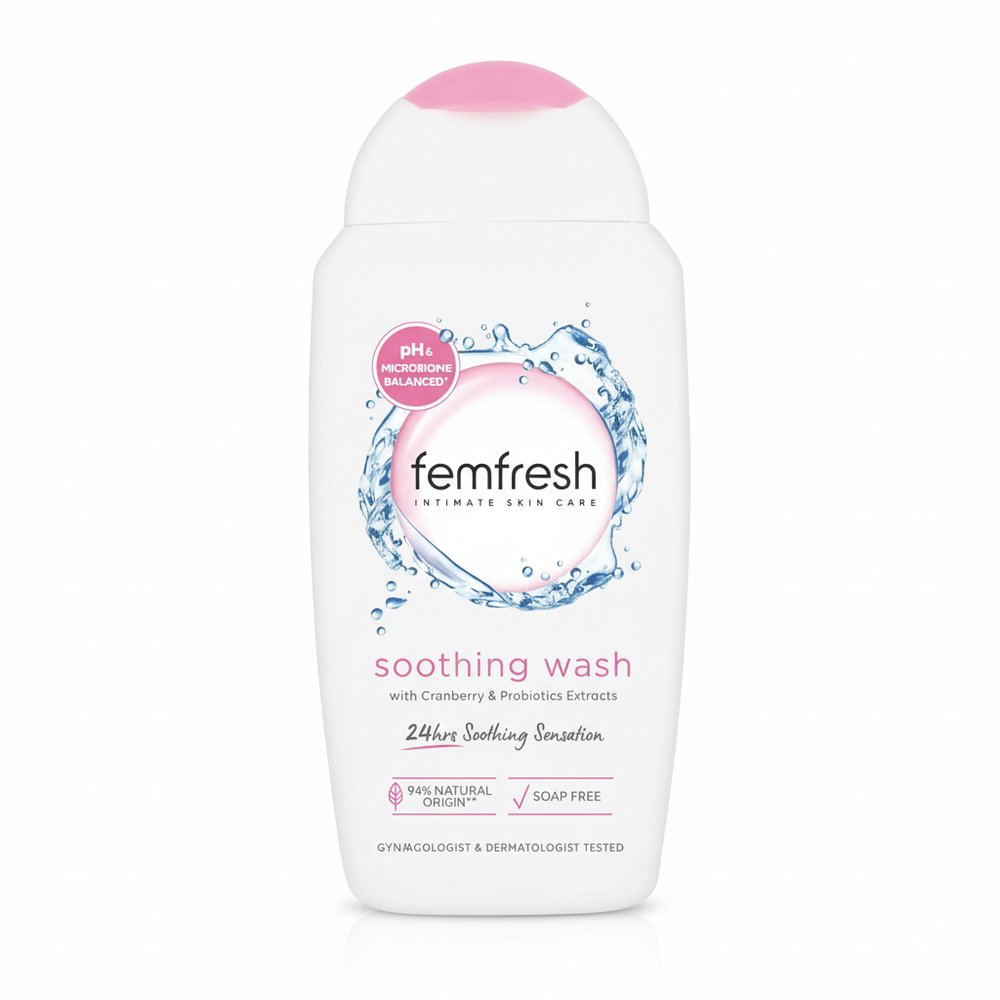 pH &
MICROBIONE
BALANCED*
femfresh
INTIMATE SKIN CARE
soothing wash
with Cranberry & Probiotics Extracts
24hrs Soothing Sensation
94% NATURAL
ORIGIN**
SOAP FREE
GYNÆCOLOGIST & DERMATOLOGIST TESTED